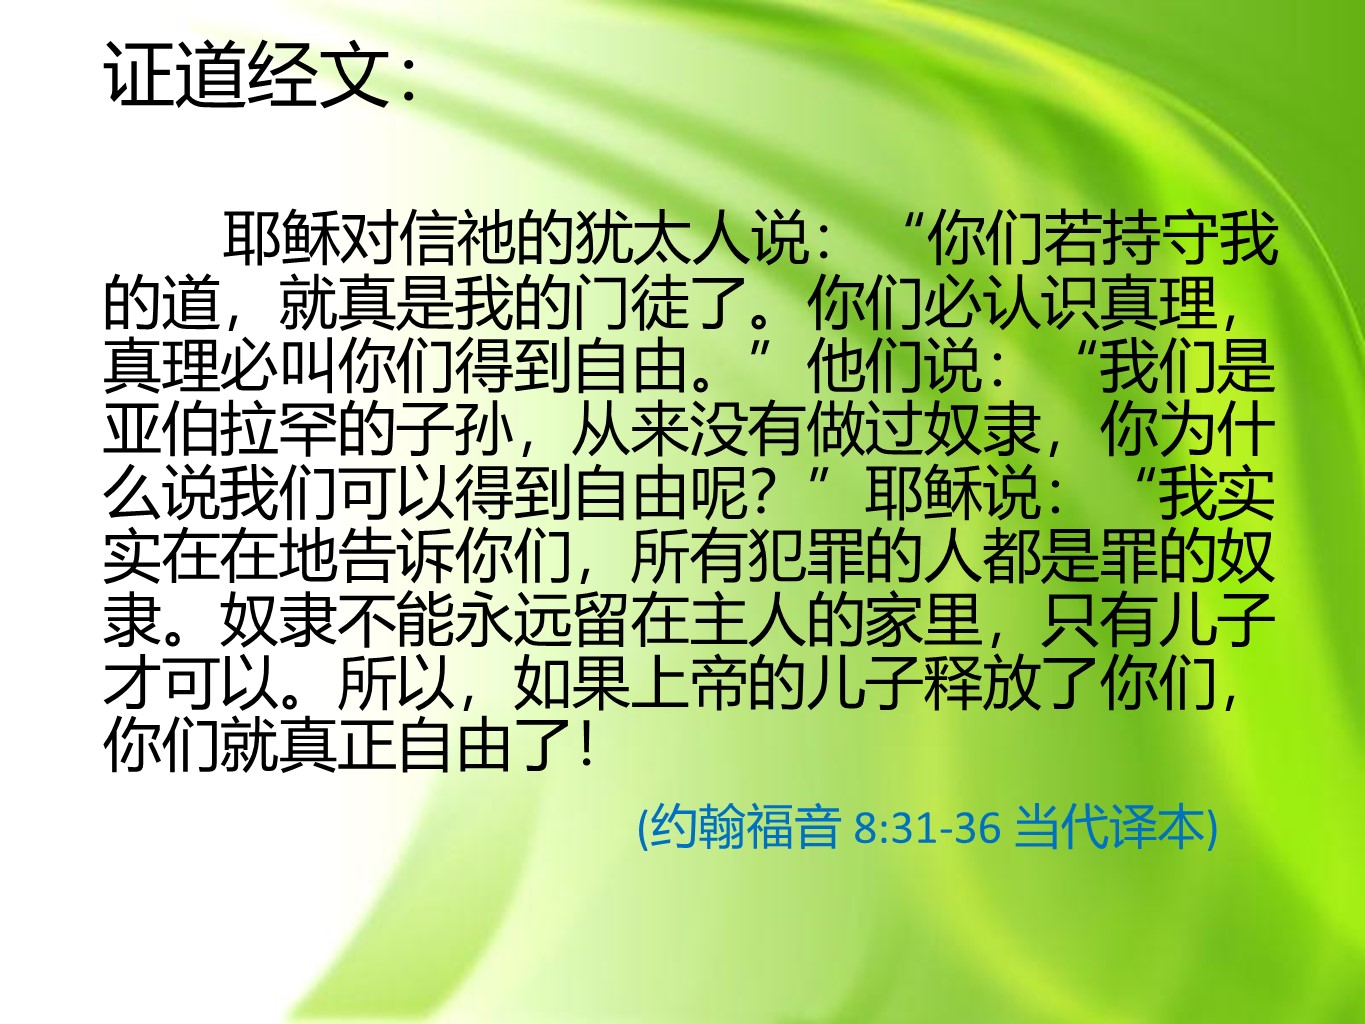 证道经文：
耶稣对信祂的犹太人说：“你们若持守我
的道，就真是我的门徒了。你们必认识真理，
真理必叫你们得到自由。”他们说：“我们是
亚伯拉罕的子孙，从来没有做过奴隶，你为什
么说我们可以得到自由呢？”耶稣说：“我实
实在在地告诉你们，所有犯罪的人都是罪的奴
隶。奴隶不能永远留在主人的家里，只有儿子
才可以。所以，如果上帝的儿子释放了你们，
你们就真正自由了！
(约翰福音 8:31-36 当代译本)